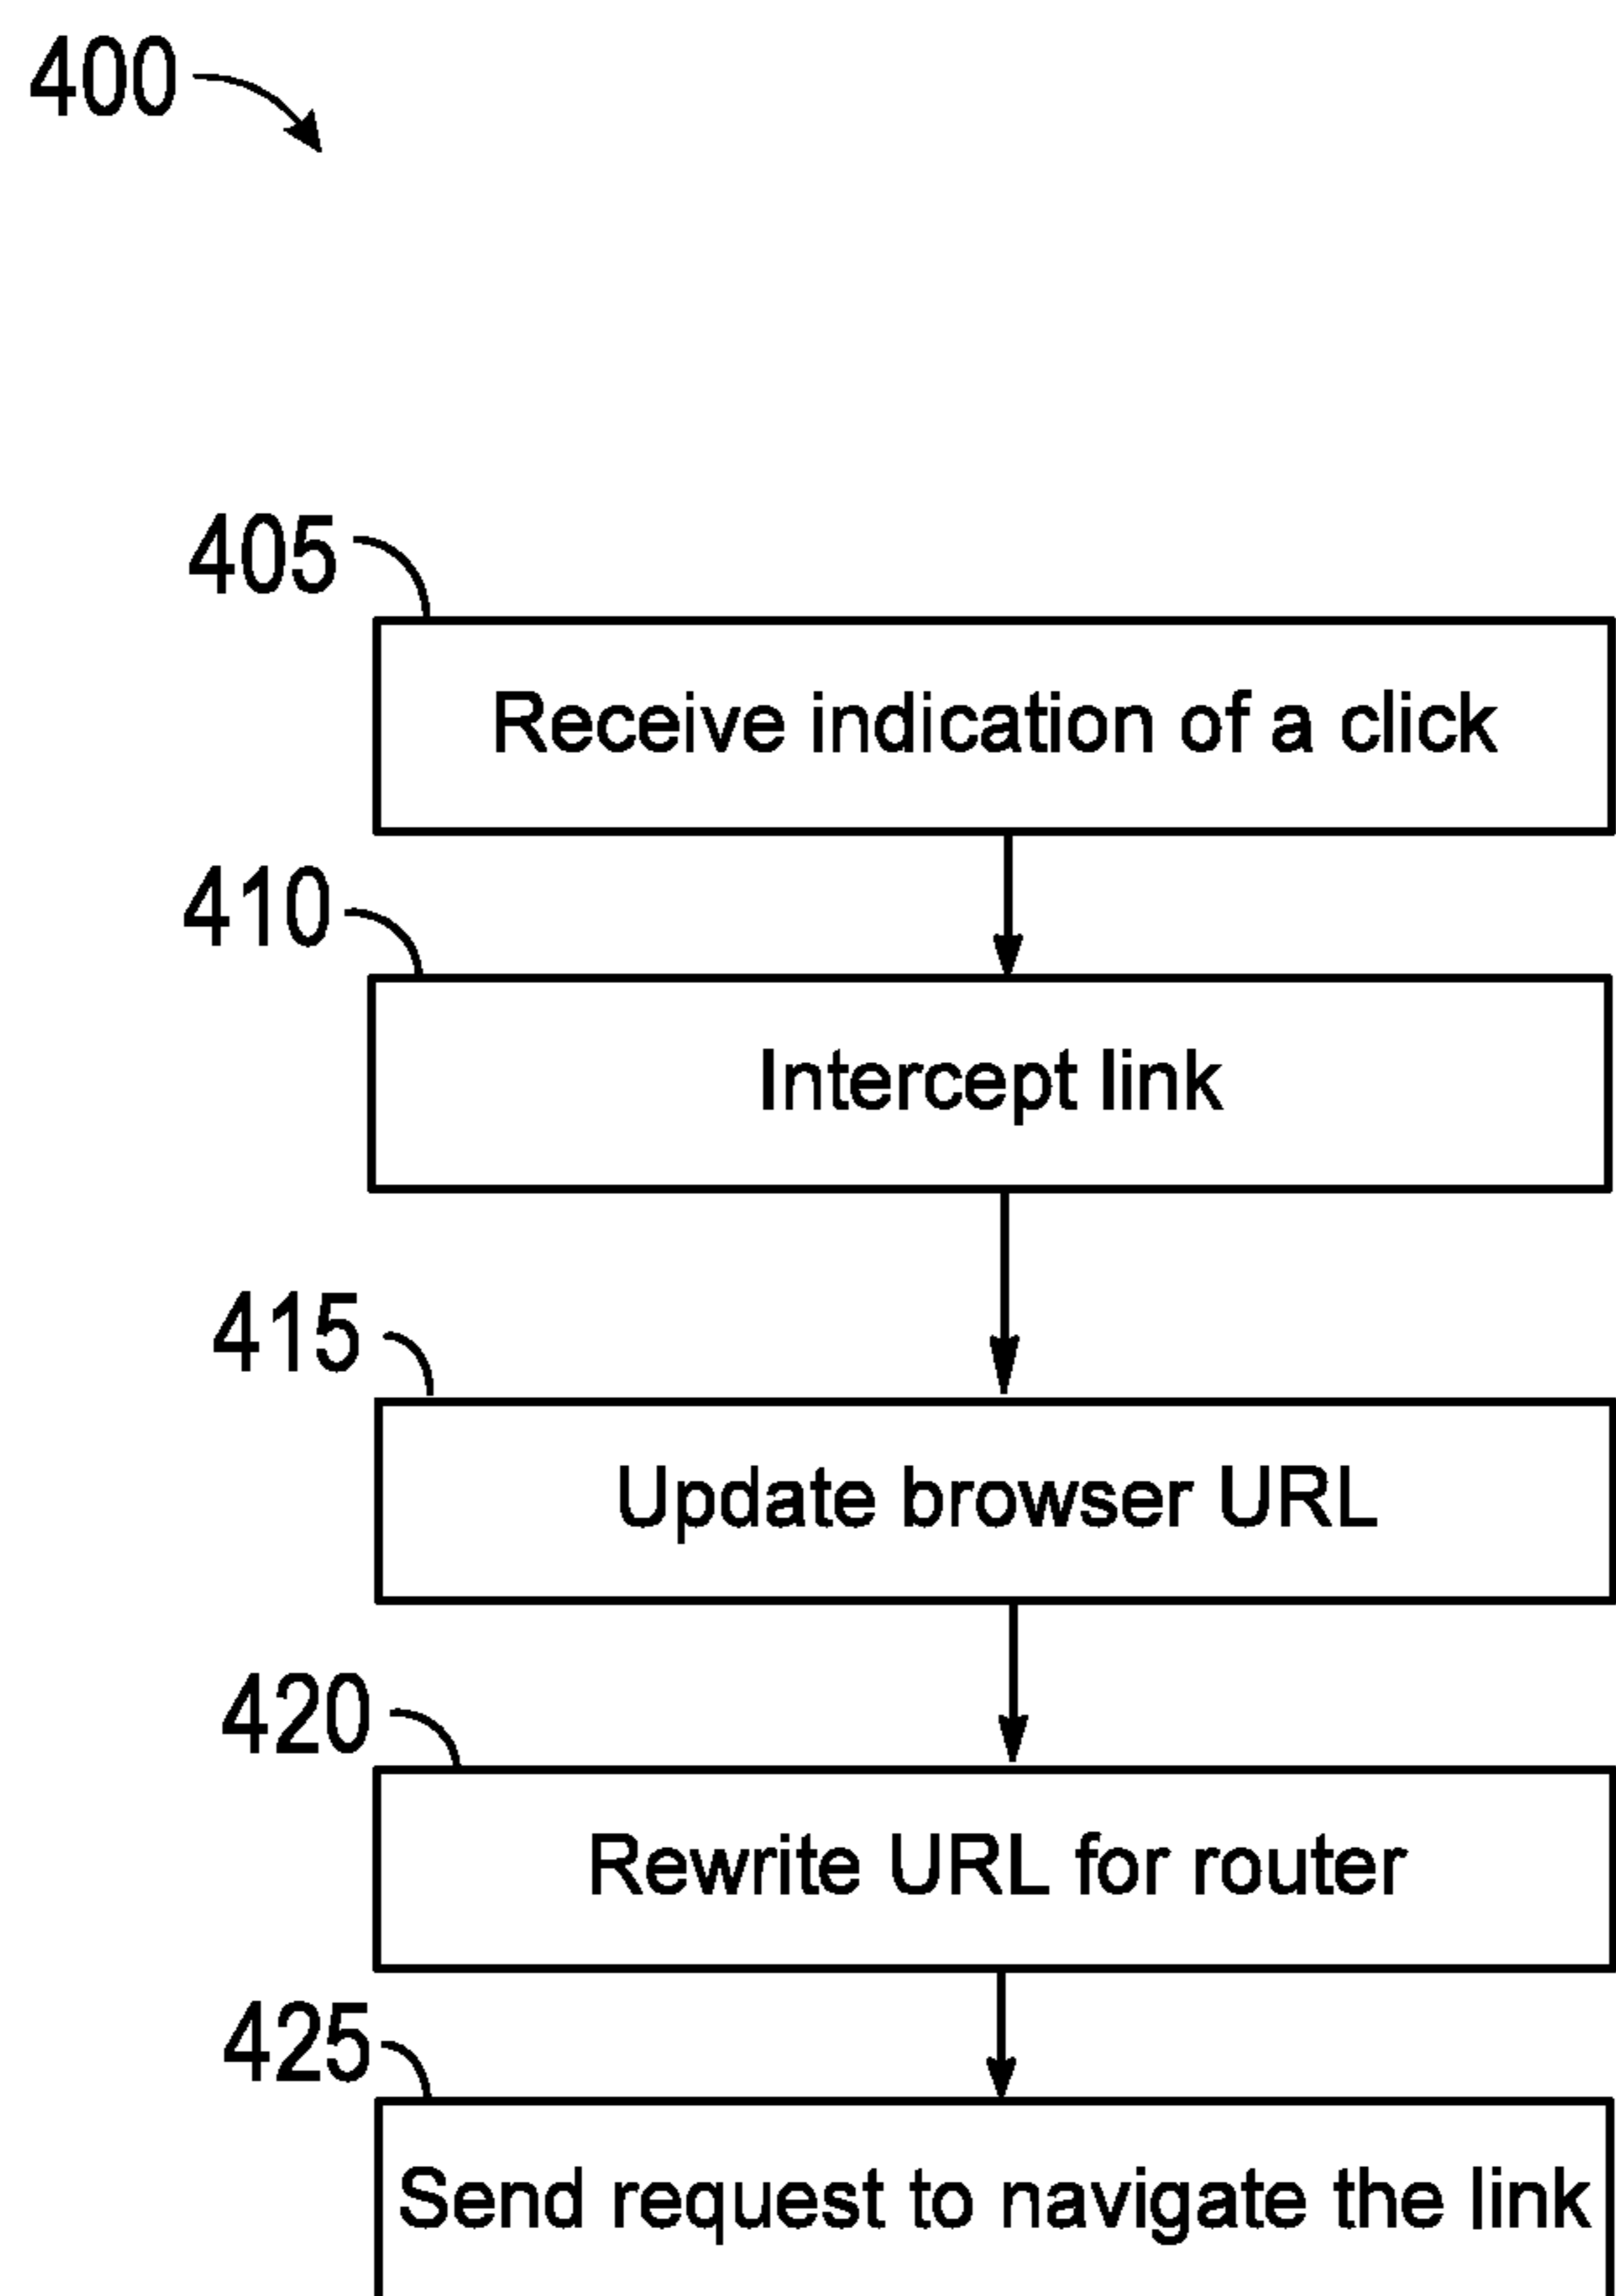 400
405
Receive indication of a click
410
Intercept link
415
Update browser URL
420
Rewrite URL for router
425
Send request to navigate the link